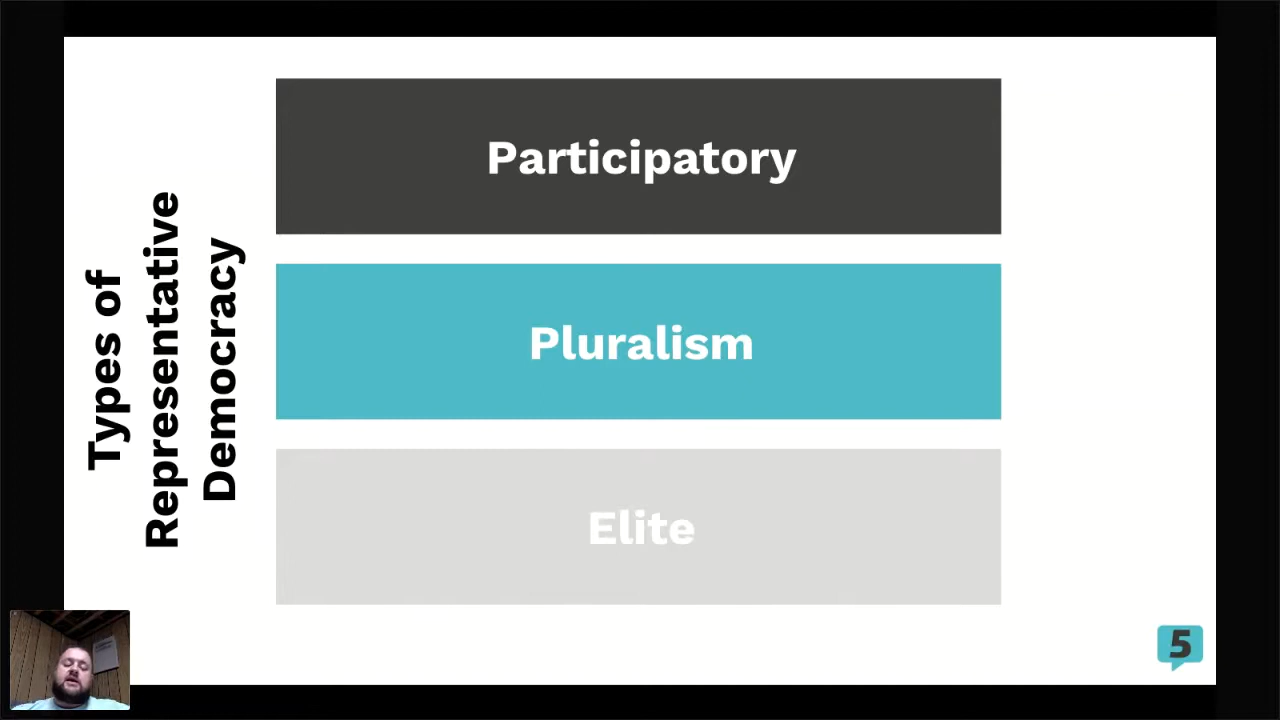 Types of
Representative
Democracy
Participatory
Pluralism
Elite
5